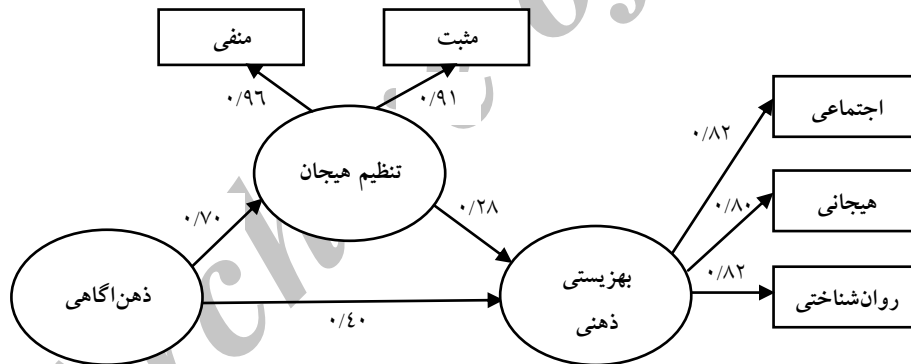 منفی
مثبت
۰/۹۶
۰/۹۱
اجتماعی
۰/۸۲
تنظیم هیجان
هیجانی
۰/۸۰
۰/۷۰
۰/۲۸
ذهن‌اگاهی
بهزیستی
ذهنی
روان‌شناختی
۰/۸۲
۰/٤۰